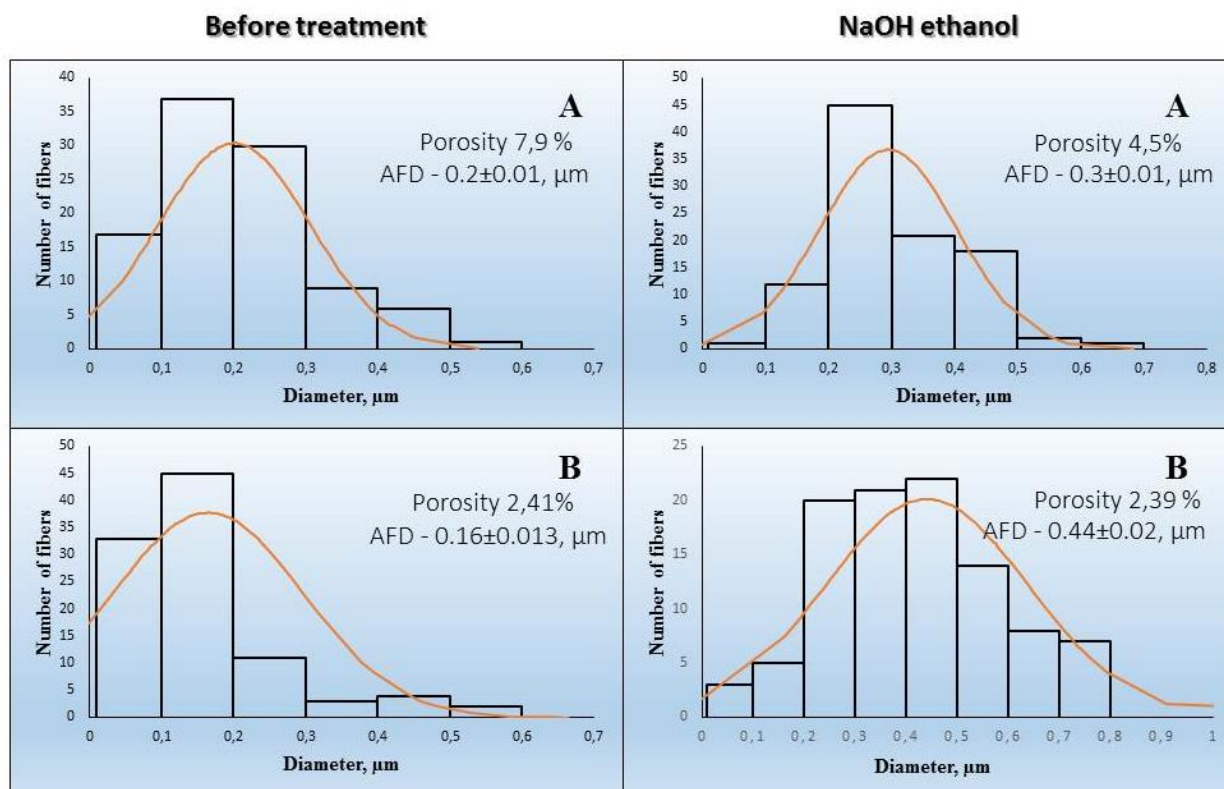 Before treatment
NaOH ethanol
A
Porosity 7,9 %
AFD - 0.2±0.01, µm
Number of fibers
40
35
30
25
20
15
10
5
0
0 0,1 0,2 0,3 0,4 0,5 0,6 0,7
Diameter, µm
A
Porosity 4,5%
AFD - 0.3±0.01, µm
Number of fibers
50
45
40
35
30
25
20
15
10
5
0
0 0,1 0,2 0,3 0,4 0,5 0,6 0,7 0,8
Diameter, µm
B
Porosity 2,41%
AFD - 0.16±0.013, µm
Number of fibers
50
45
40
35
30
25
20
15
10
5
0
0 0,1 0,2 0,3 0,4 0,5 0,6 0,7
Diameter, µm
B
Porosity 2,39 %
AFD - 0.44±0.02, µm
Number of fibers
25
20
15
10
5
0
0 0,1 0,2 0,3 0,4 0,5 0,6 0,7 0,8 0,9 1
Diameter, µm